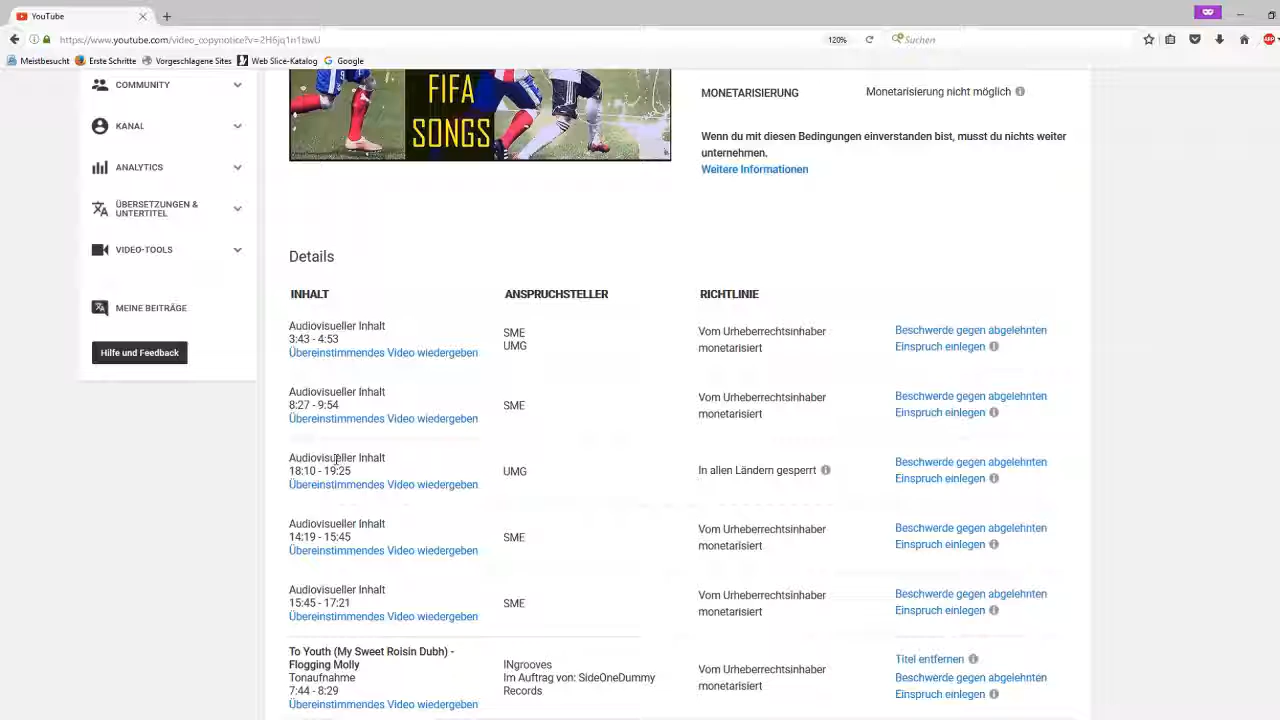 YouTube
https://www.youtube.com/video_copynotice?v=2H6jq1n1bwU
120%
Suchen
Meistbesucht
Erste Schritte
Vorgeschlagene Sites
Web Slice-Katalog
Google
COMMUNITY
KANAL
ANALYTICS
ÜBERSETZUNGEN &
UNTERTITEL
VIDEO-TOOLS
MEINE BEITRÄGE
Hilfe und Feedback
FIFA
SONGS
MONETARISIERUNG
Monetarisierung nicht möglich
Wenn du mit diesen Bedingungen einverstanden bist, musst du nichts weiter
unternehmen.
Weitere Informationen
Details
INHALT
ANSPRUCHSTELLER
RICHTLINIE
Audiovisueller Inhalt
3:43 - 4:53
Übereinstimmendes Video wiedergeben
SME
UMG
Vom Urheberrechtsinhaber
monetarisiert
Beschwerde gegen abgelehnten
Einspruch einlegen
Audiovisueller Inhalt
8:27 - 9:54
Übereinstimmendes Video wiedergeben
SME
Vom Urheberrechtsinhaber
monetarisiert
Beschwerde gegen abgelehnten
Einspruch einlegen
Audiovisueller Inhalt
18:10 - 19:25
Übereinstimmendes Video wiedergeben
UMG
In allen Ländern gesperrt
Beschwerde gegen abgelehnten
Einspruch einlegen
Audiovisueller Inhalt
14:19 - 15:45
Übereinstimmendes Video wiedergeben
SME
Vom Urheberrechtsinhaber
monetarisiert
Beschwerde gegen abgelehnten
Einspruch einlegen
Audiovisueller Inhalt
15:45 - 17:21
Übereinstimmendes Video wiedergeben
SME
Vom Urheberrechtsinhaber
monetarisiert
Beschwerde gegen abgelehnten
Einspruch einlegen
To Youth (My Sweet Roisin Dubh) -
Flogging Molly
Tonaufnahme
7:44 - 8:29
Übereinstimmendes Video wiedergeben
INgrooves
Im Auftrag von: SideOneDummy
Records
Vom Urheberrechtsinhaber
monetarisiert
Titel entfernen
Beschwerde gegen abgelehnten
Einspruch einlegen